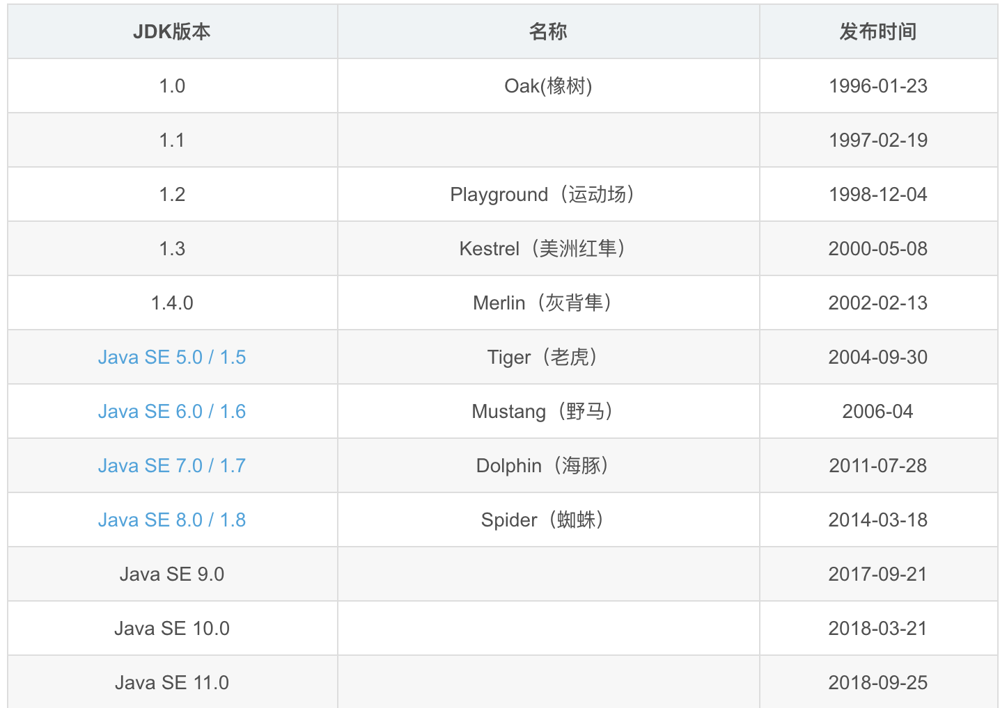 JDK版本 名称 发布时间
1.0 Oak(橡树) 1996-01-23
1.1 1997-02-19
1.2 Playground（运动场） 1998-12-04
1.3 Kestrel（美洲红隼） 2000-05-08
1.4.0 Merlin（灰背隼） 2002-02-13
Java SE 5.0 / 1.5 Tiger（老虎） 2004-09-30
Java SE 6.0 / 1.6 Mustang（野马） 2006-04
Java SE 7.0 / 1.7 Dolphin（海豚） 2011-07-28
Java SE 8.0 / 1.8 Spider（蜘蛛） 2014-03-18
Java SE 9.0 2017-09-21
Java SE 10.0 2018-03-21
Java SE 11.0 2018-09-25